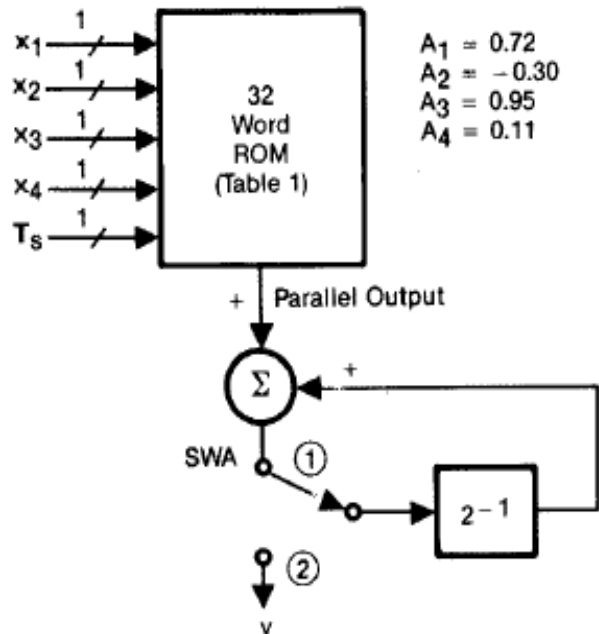 x1 1
x2 1
x3 1
x4 1
Ts 1
32
Word
ROM
(Table 1)
A1 = 0.72
A2 = −0.30
A3 = 0.95
A4 = 0.11
+ Parallel Output
Σ
+
SWA
①
2−1
②
y